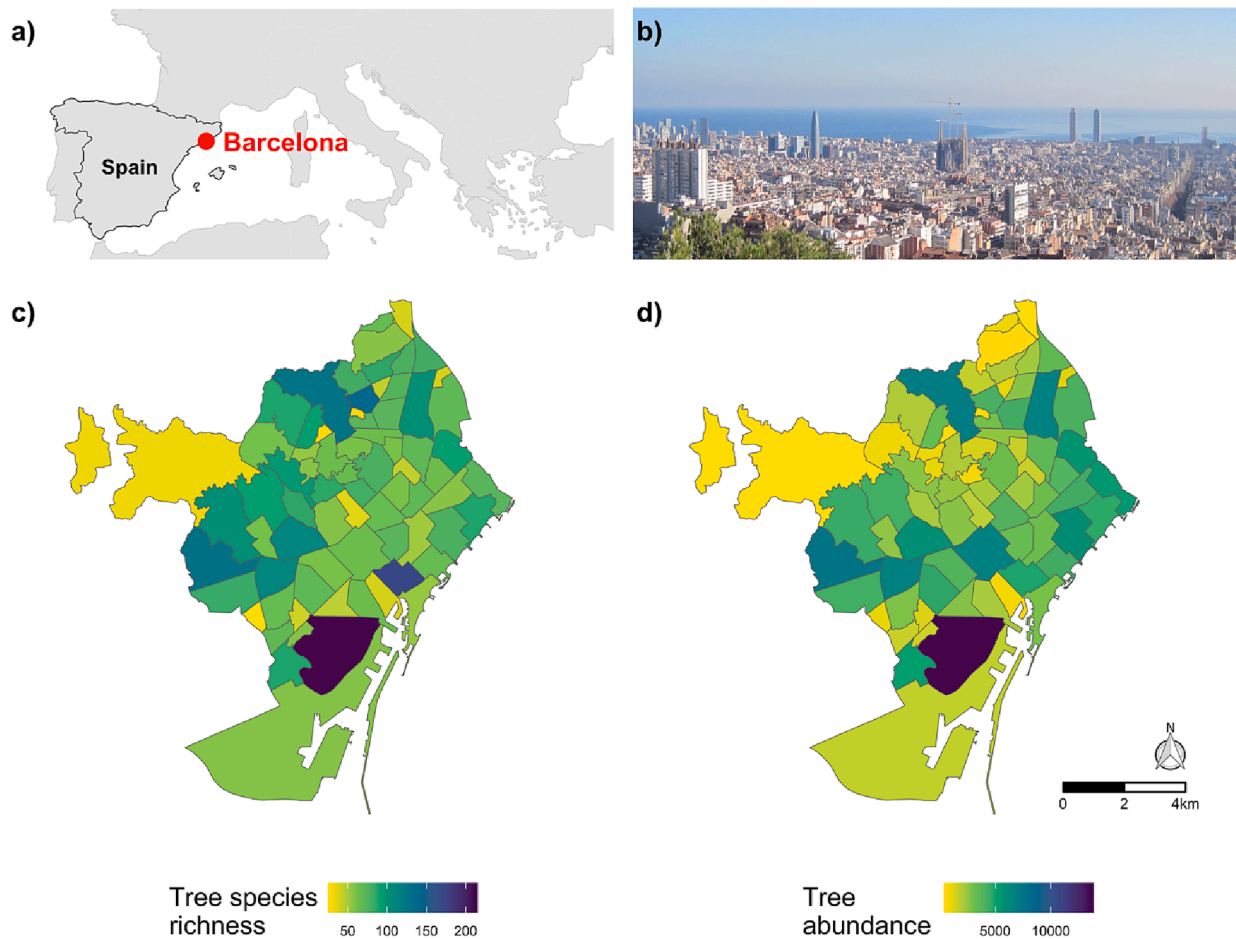 a)
b)
Barcelona
Spain
c)
d)
N
0 2 4km
Tree species
richness
50 100 150 200
Tree
abundance
5000 10000